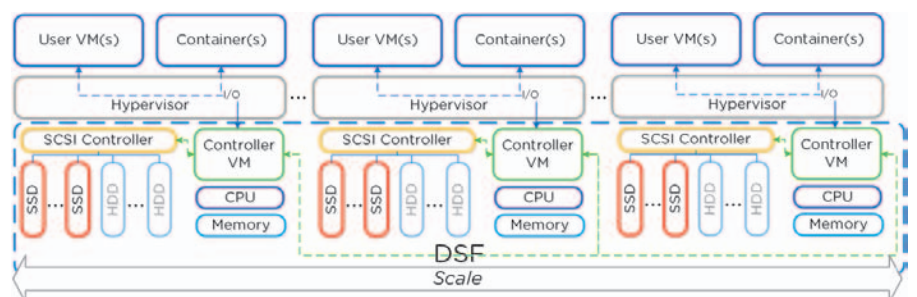 User VM(s) Container(s) User VM(s) Container(s) User VM(s) Container(s)
I/O I/O I/O
Hypervisor ... Hypervisor ... Hypervisor
SCSI Controller Controller VM SCSI Controller Controller VM SCSI Controller Controller VM
SSD ... SSD HDD ... HDD CPU SSD ... SSD HDD ... HDD CPU SSD ... SSD HDD ... HDD CPU
Memory Memory Memory
DSF
Scale